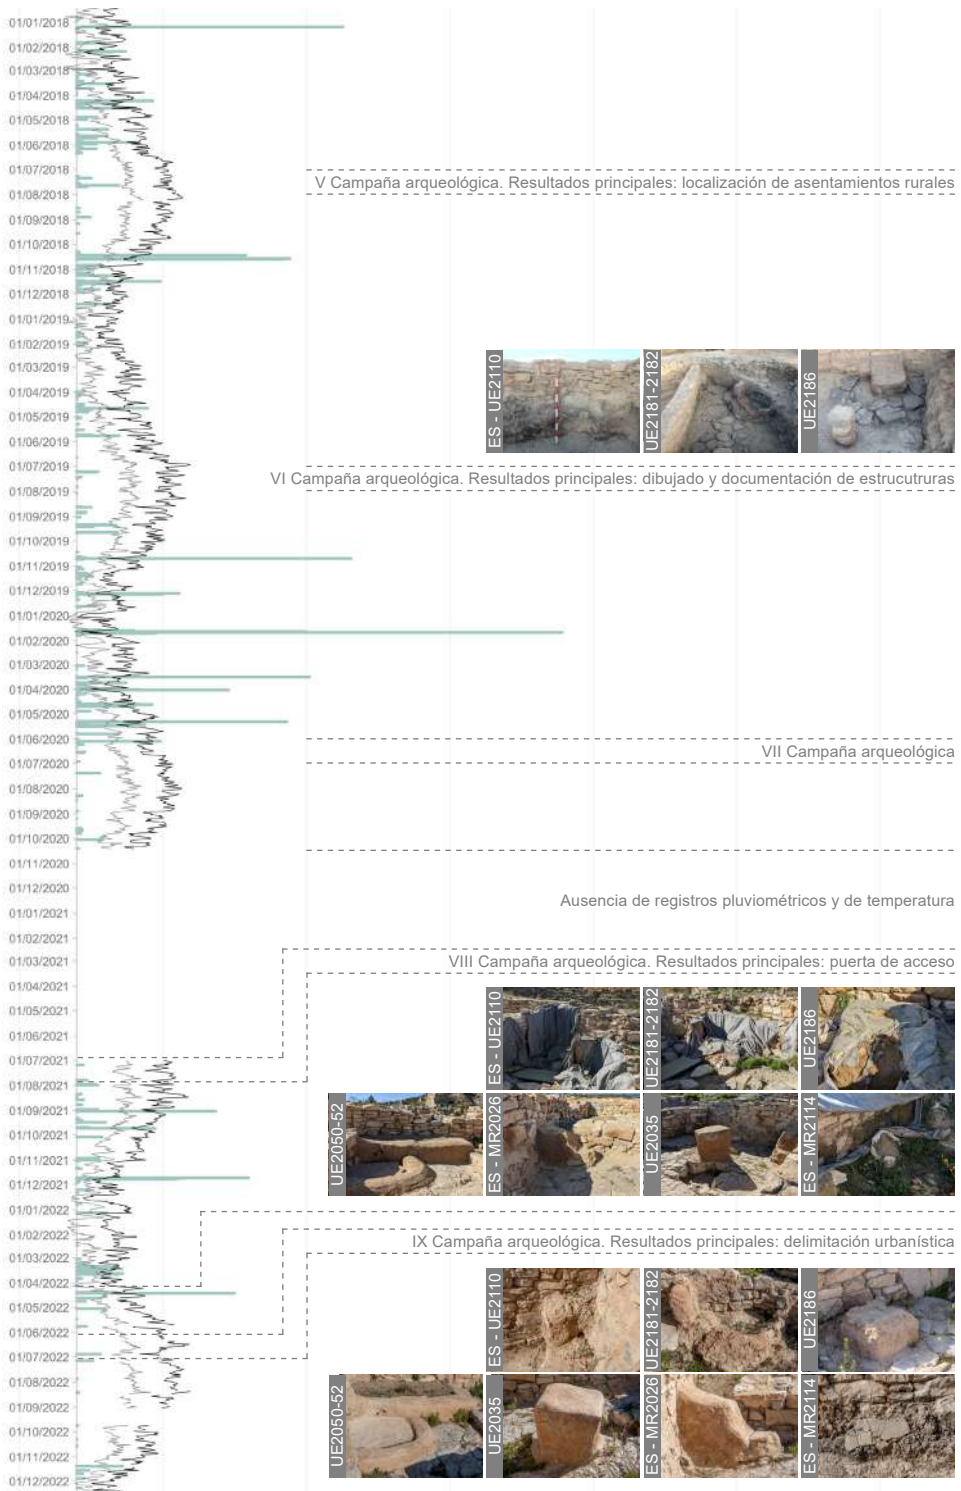 01/01/2018
01/02/2018
01/03/2018
01/04/2018
01/05/2018
01/06/2018
01/07/2018
V Campaña arqueológica. Resultados principales: localización de asentamientos rurales
01/08/2018
01/09/2018
01/10/2018
01/11/2018
01/12/2018
01/01/2019
01/02/2019
01/03/2019
01/04/2019
01/05/2019
01/06/2019
ES - UE2110
UE2181-2182
UE2186
01/07/2019
VI Campaña arqueológica. Resultados principales: dibujado y documentación de estrucutruras
01/08/2019
01/09/2019
01/10/2019
01/11/2019
01/12/2019
01/01/2020
01/02/2020
01/03/2020
01/04/2020
01/05/2020
01/06/2020
VII Campaña arqueológica
01/07/2020
01/08/2020
01/09/2020
01/10/2020
01/11/2020
01/12/2020
Ausencia de registros pluviométricos y de temperatura
01/01/2021
01/02/2021
01/03/2021
VIII Campaña arqueológica. Resultados principales: puerta de acceso
01/04/2021
01/05/2021
01/06/2021
01/07/2021
01/08/2021
ES - UE2110
UE2181-2182
UE2186
01/09/2021
01/10/2021
01/11/2021
01/12/2021
UE2050-52
ES - MR2026
UE2035
ES - MR2114
01/01/2022
01/02/2022
IX Campaña arqueológica. Resultados principales: delimitación urbanística
01/03/2022
01/04/2022
01/05/2022
01/06/2022
01/07/2022
ES - UE2110
UE2181-2182
UE2186
01/08/2022
01/09/2022
01/10/2022
01/11/2022
01/12/2022
UE2050-52
UE2035
ES - MR2026
ES - MR2114